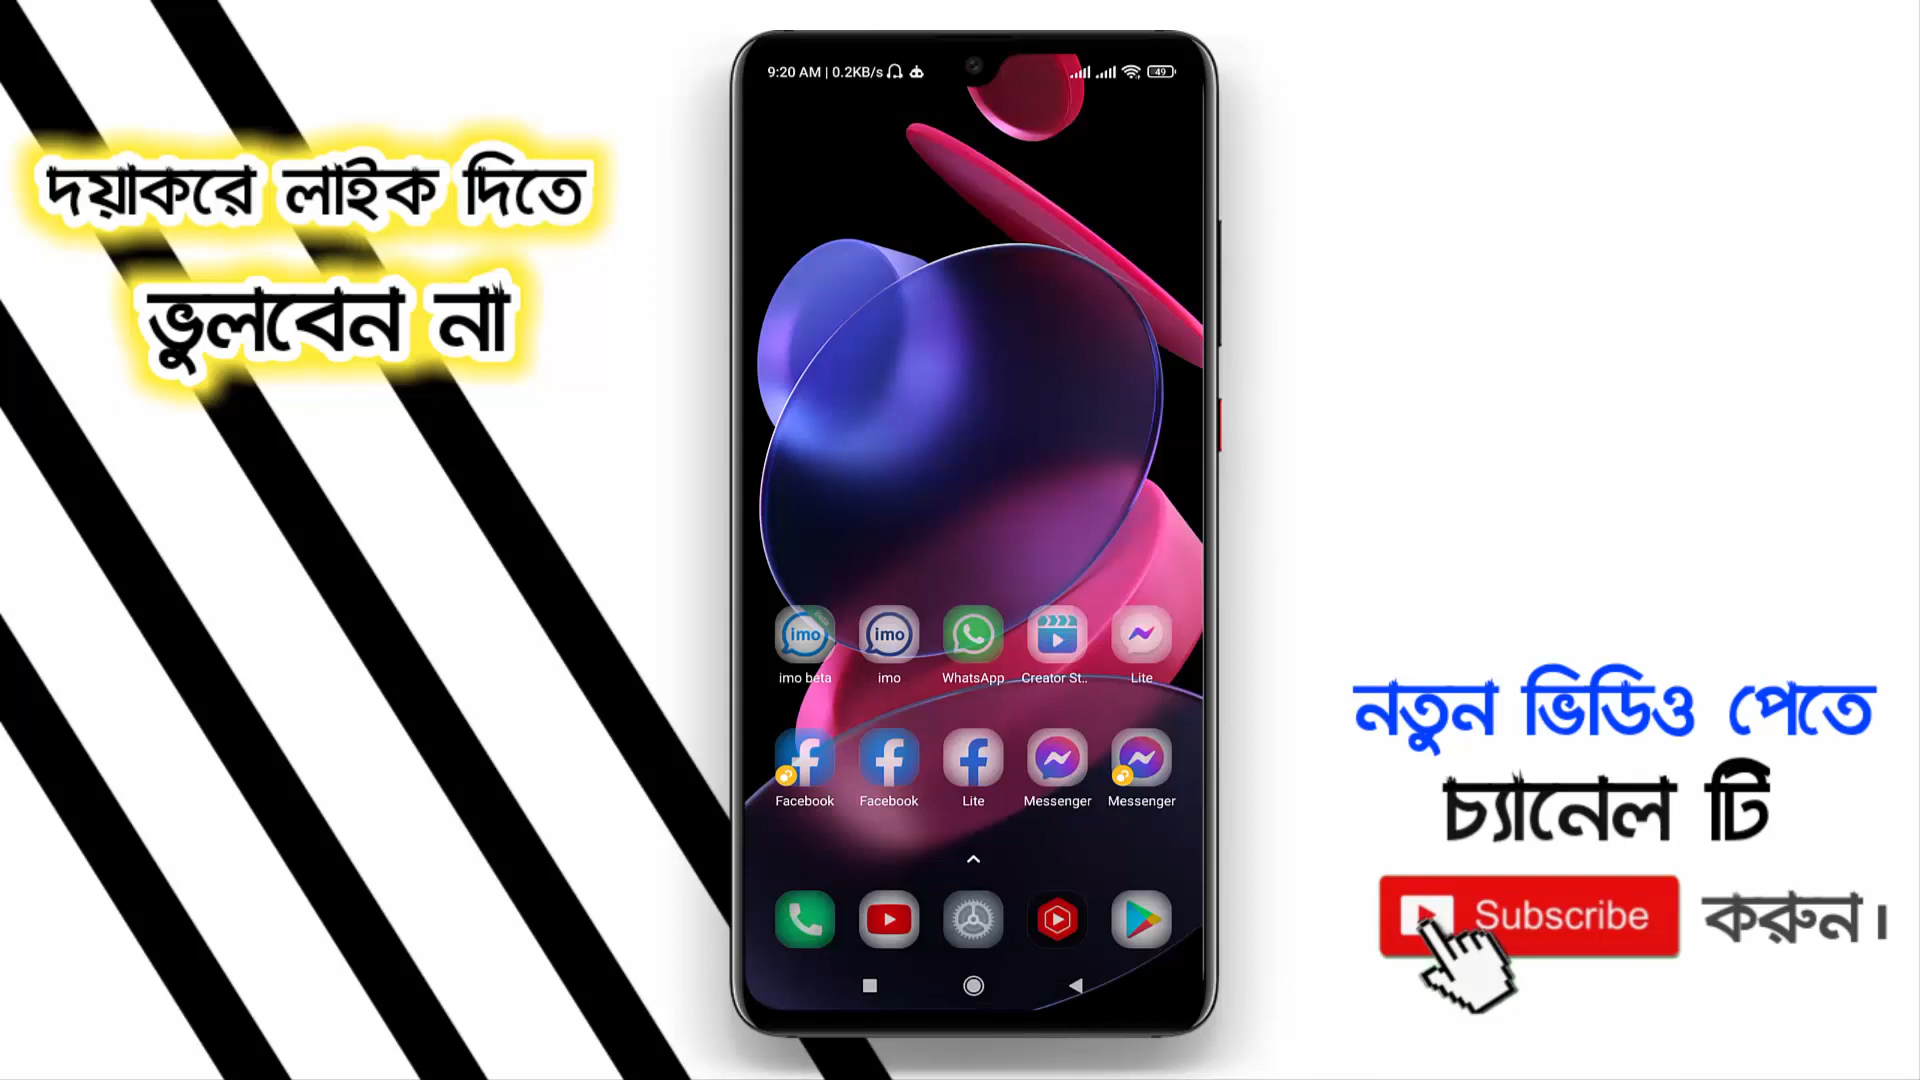 9:20 AM | 0.2KB/s
49
দয়াকরে লাইক দিতে
ভুলবেন না
imo beta
imo
WhatsApp
Creator St..
Lite
Facebook
Facebook
Lite
Messenger
Messenger
নতুন ভিডিও পেতে
চ্যানেল টি
Subscribe করুন।